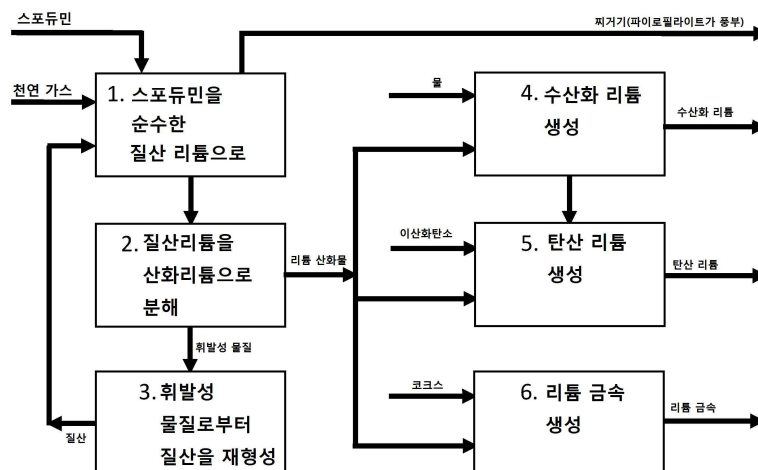 스포듀민
찌거기(파이로필라이트가 풍부)
천연 가스
1. 스포듀민을
순수한
질산 리튬으로
물
4. 수산화 리튬
생성
수산화 리튬
2. 질산리튬을
산화리튬으로
분해
리튬 산화물
이산화탄소
5. 탄산 리튬
생성
탄산 리튬
휘발성 물질
3. 휘발성
물질로부터
질산을 재형성
질산
코크스
6. 리튬 금속
생성
리튬 금속